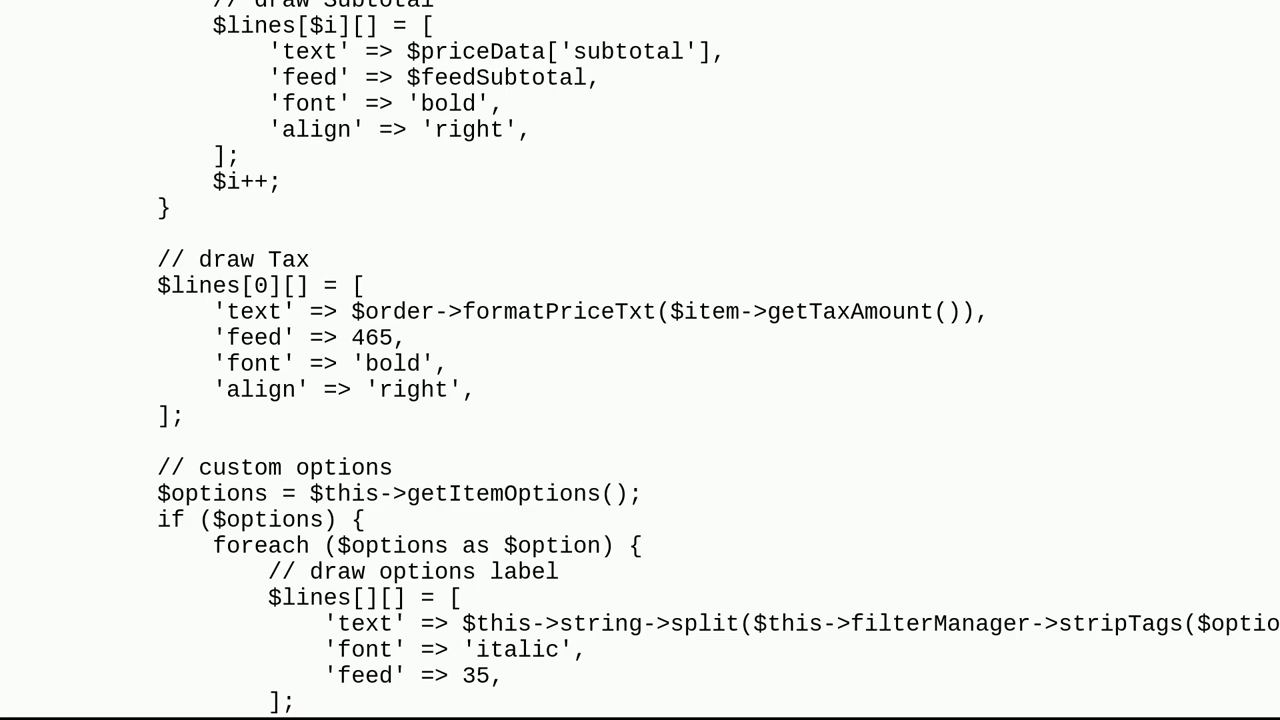 // draw Subtotal
$lines[$i][] = [
'text' => $priceData['subtotal'],
'feed' => $feedSubtotal,
'font' => 'bold',
'align' => 'right',
];
$i++;
}
// draw Tax
$lines[0][] = [
'text' => $order->formatPriceTxt($item->getTaxAmount()),
'feed' => 465,
'font' => 'bold',
'align' => 'right',
];
// custom options
$options = $this->getItemOptions();
if ($options) {
foreach ($options as $option) {
// draw options label
$lines[][] = [
'text' => $this->string->split($this->filterManager->stripTags($optio
'font' => 'italic',
'feed' => 35,
];